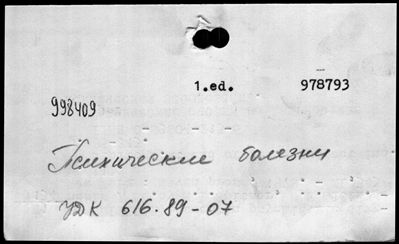 1.ed. 978793
998409
Психические болезни
УДК 616.89-07